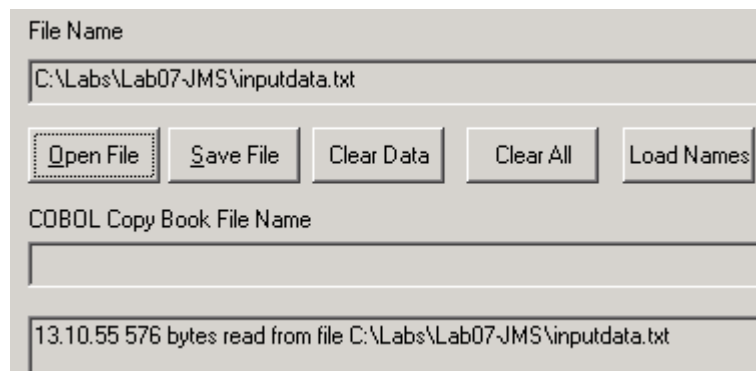 File Name
C:\Labs\Lab07-JMS\inputdata.txt
Open File Save File Clear Data Clear All Load Names
COBOL Copy Book File Name
13.10.55 576 bytes read from file C:\Labs\Lab07-JMS\inputdata.txt